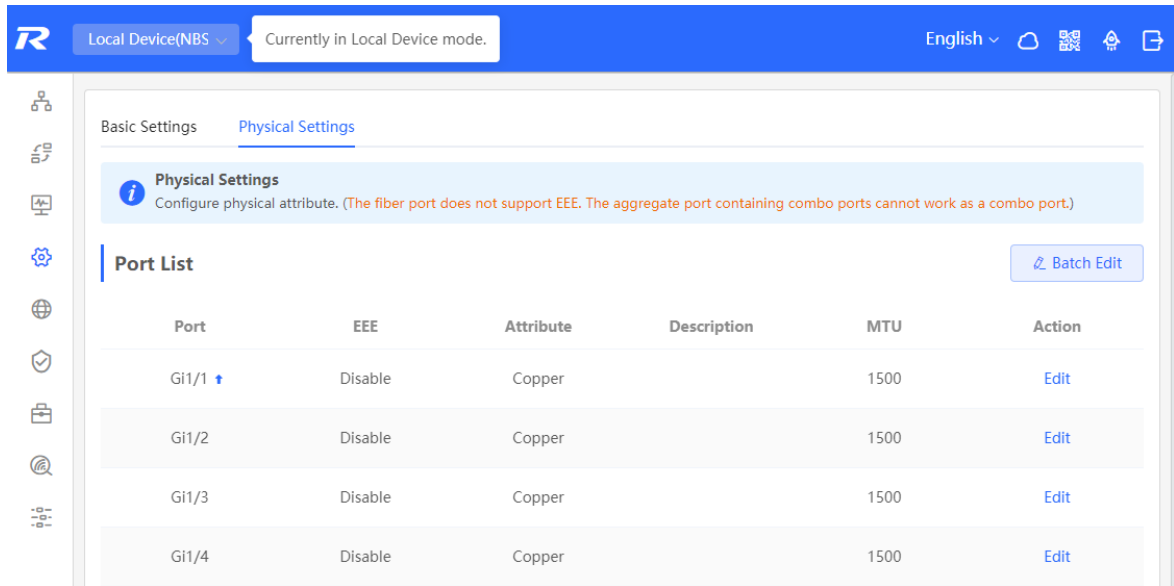 Local Device(NBS
Currently in Local Device mode.
English
Basic Settings
Physical Settings
Physical Settings
Configure physical attribute. (The fiber port does not support EEE. The aggregate port containing combo ports cannot work as a combo port.)
Port List
Batch Edit
Port EEE Attribute Description MTU Action
Gi1/1 Disable Copper 1500 Edit
Gi1/2 Disable Copper 1500 Edit
Gi1/3 Disable Copper 1500 Edit
Gi1/4 Disable Copper 1500 Edit